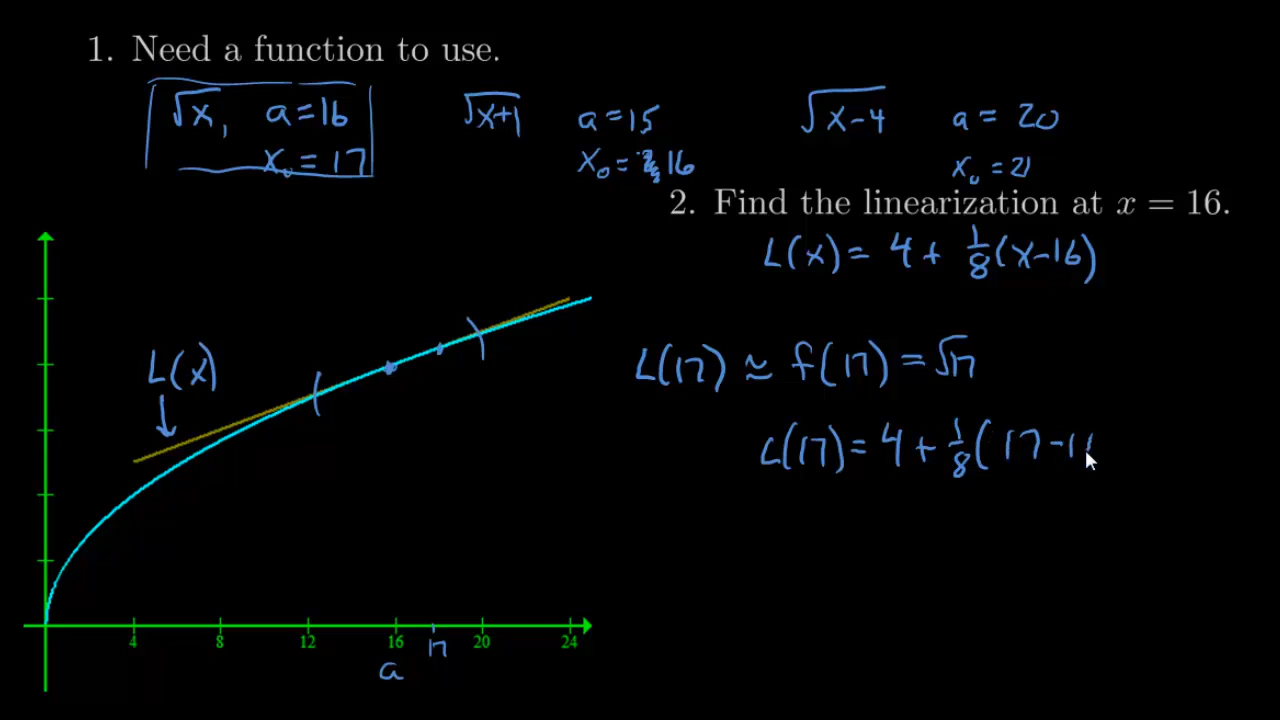 1. Need a function to use.
√x, a=16
x₀ = 17
√x+1
a=15
x₀ = 16
√x-4
a = 20
x₀ = 21
2. Find the linearization at x = 16.
L(x) = 4 + 1/8(x-16)
L(17) ≈ f(17) = √17
L(17) = 4 + 1/8(17-1
L(x)
4 8 12 16 17 20 24
a